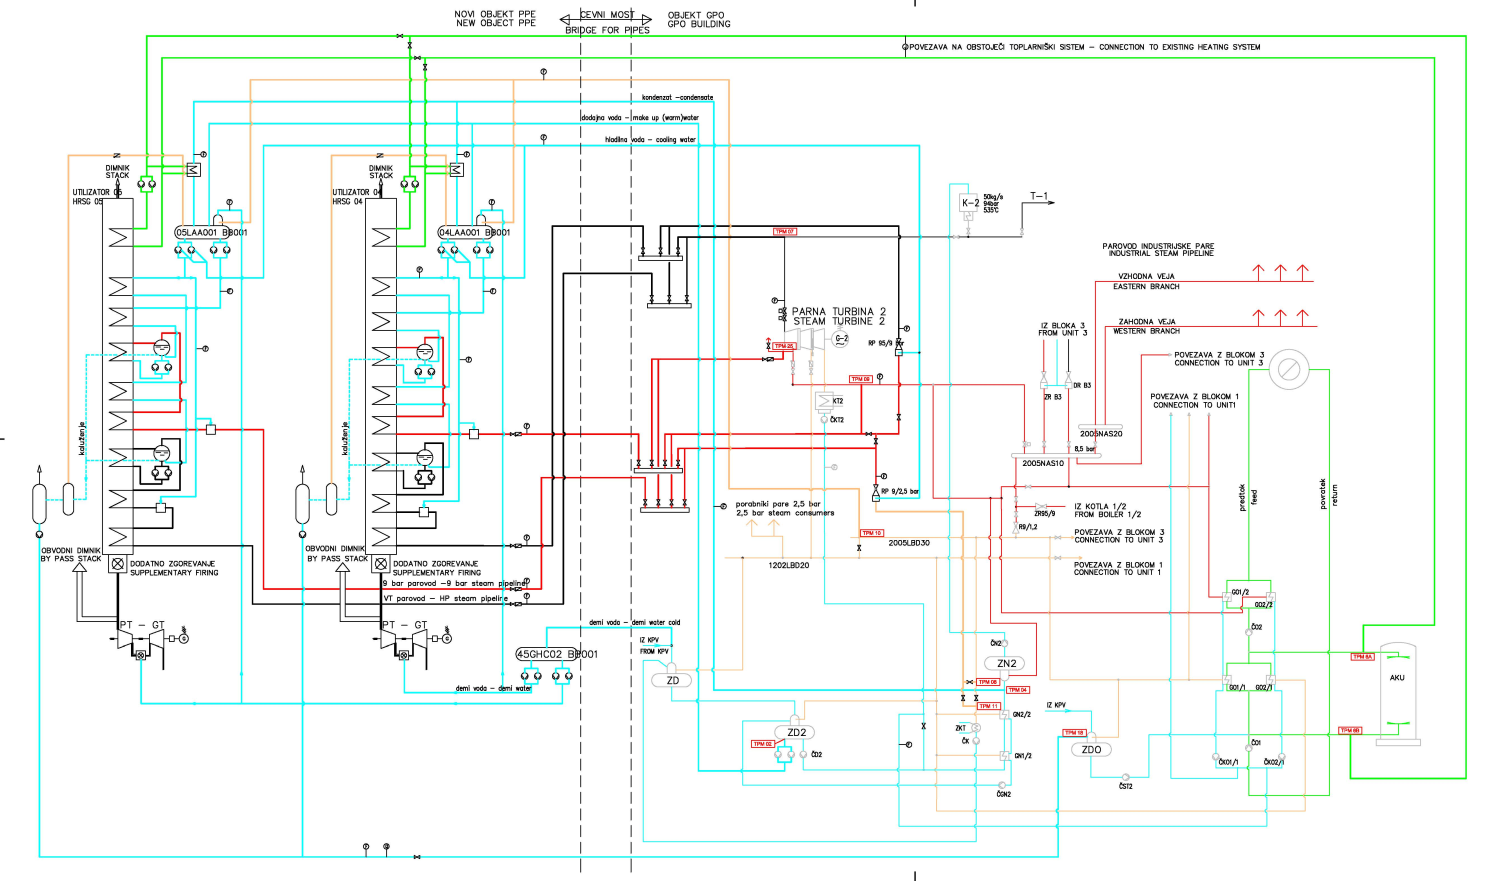 NOVI OBJEKT PPE
NEW OBJECT PPE
CEVNI MOST
BRIDGE FOR PIPES
OBJEKT GPO
GPO BUILDING
POVEZAVA NA OBSTOJEČI TOPLARNIŠKI SISTEM – CONNECTION TO EXISTING HEATING SYSTEM
kondenzat -condensate
dodajna voda – make up (warm)water
hladilna voda – cooling water
DIMNIK
STACK
UTILIZATOR 05
HRSG 05
05LAA001 BB001
DIMNIK
STACK
UTILIZATOR 04
HRSG 04
04LAA001 BB001
K-2
50kg/s
94bar
535°C
T-1
TPM 07
PAROVOD INDUSTRIJSKE PARE
INDUSTRIAL STEAM PIPELINE
VZHODNA VEJA
EASTERN BRANCH
ZAHODNA VEJA
WESTERN BRANCH
PARNA TURBINA 2
STEAM TURBINE 2
G-2
RP 95/9 bar
TPM 25
TPM 09
IZ BLOKA 3
FROM UNIT 3
ZR B3
DR B3
POVEZAVA Z BLOKOM 3
CONNECTION TO UNIT 3
POVEZAVA Z BLOKOM 1
CONNECTION TO UNIT1
KT2
ČKT2
2005NAS20
8,5 bar
2005NAS10
kaluženje
kaluženje
RP 9/2,5 bar
porabniki pare 2,5 bar
2,5 bar steam consumers
ZR95/9
IZ KOTLA 1/2
FROM BOILER 1/2
R9/1,2
predtok
feed
povratek
return
TPM 10
2005LBD30
1202LBD20
POVEZAVA Z BLOKOM 3
CONNECTION TO UNIT 3
POVEZAVA Z BLOKOM 1
CONNECTION TO UNIT 1
OBVODNI DIMNIK
BY PASS STACK
DODATNO ZGOREVANJE
SUPPLEMENTARY FIRING
OBVODNI DIMNIK
BY PASS STACK
DODATNO ZGOREVANJE
SUPPLEMENTARY FIRING
9 bar parovod -9 bar steam pipeline
VT parovod – HP steam pipeline
PT – GT
PT – GT
demi voda – demi water cold
45GHC02 BB001
demi voda – demi water
IZ KPV
FROM KPV
ZD
ZD2
TPM 02
ČD2
ČN2
ZN2
TPM 06
TPM 04
TPM 11
GN2/2
ZKT
ČK
GN1/2
ČGN2
IZ KPV
TPM 18
ZDO
ČST2
GO1/2
GO2/2
ČO2
GO1/1
GO2/1
ČO1
ČKO1/1
ČKO2/1
TPM 8A
AKU
TPM 8B